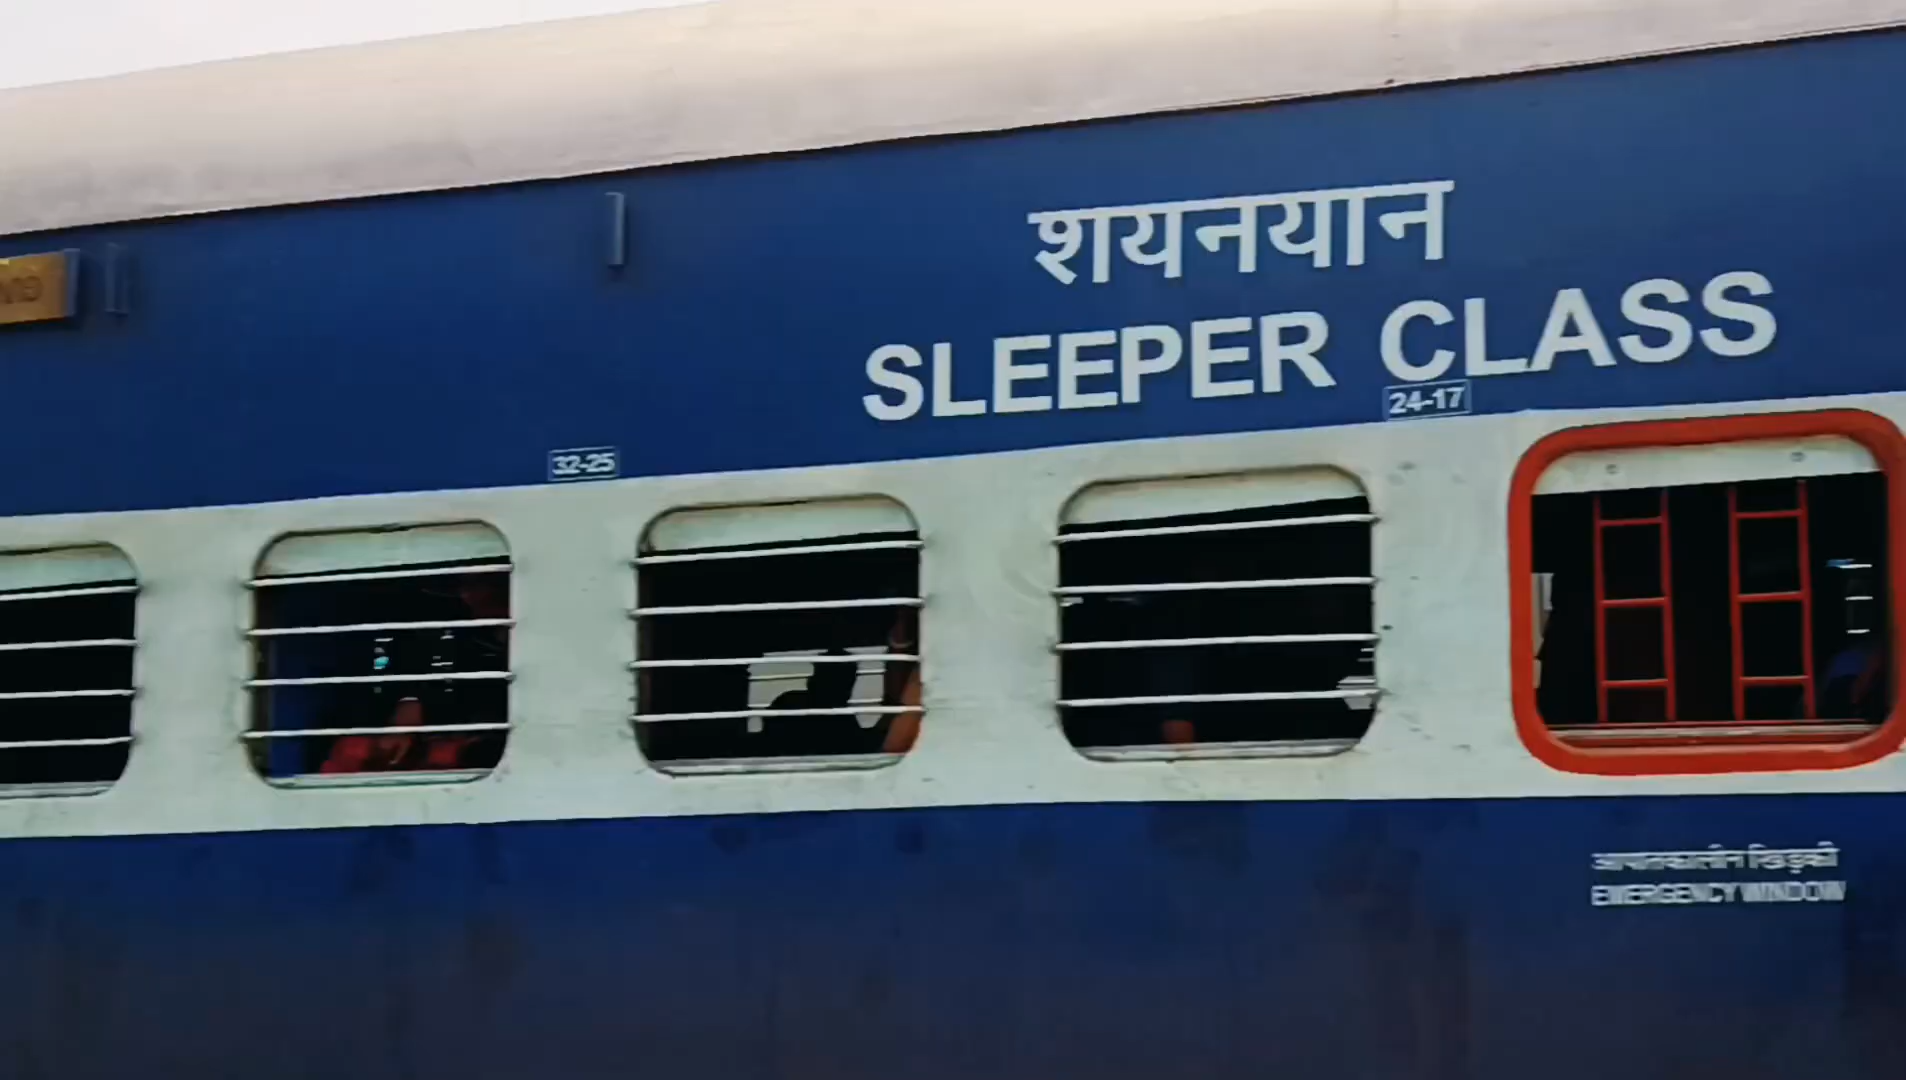 शयनयान
SLEEPER CLASS
24-17
32-25
आपातकालीन खिड़की
EMERGENCY WINDOW